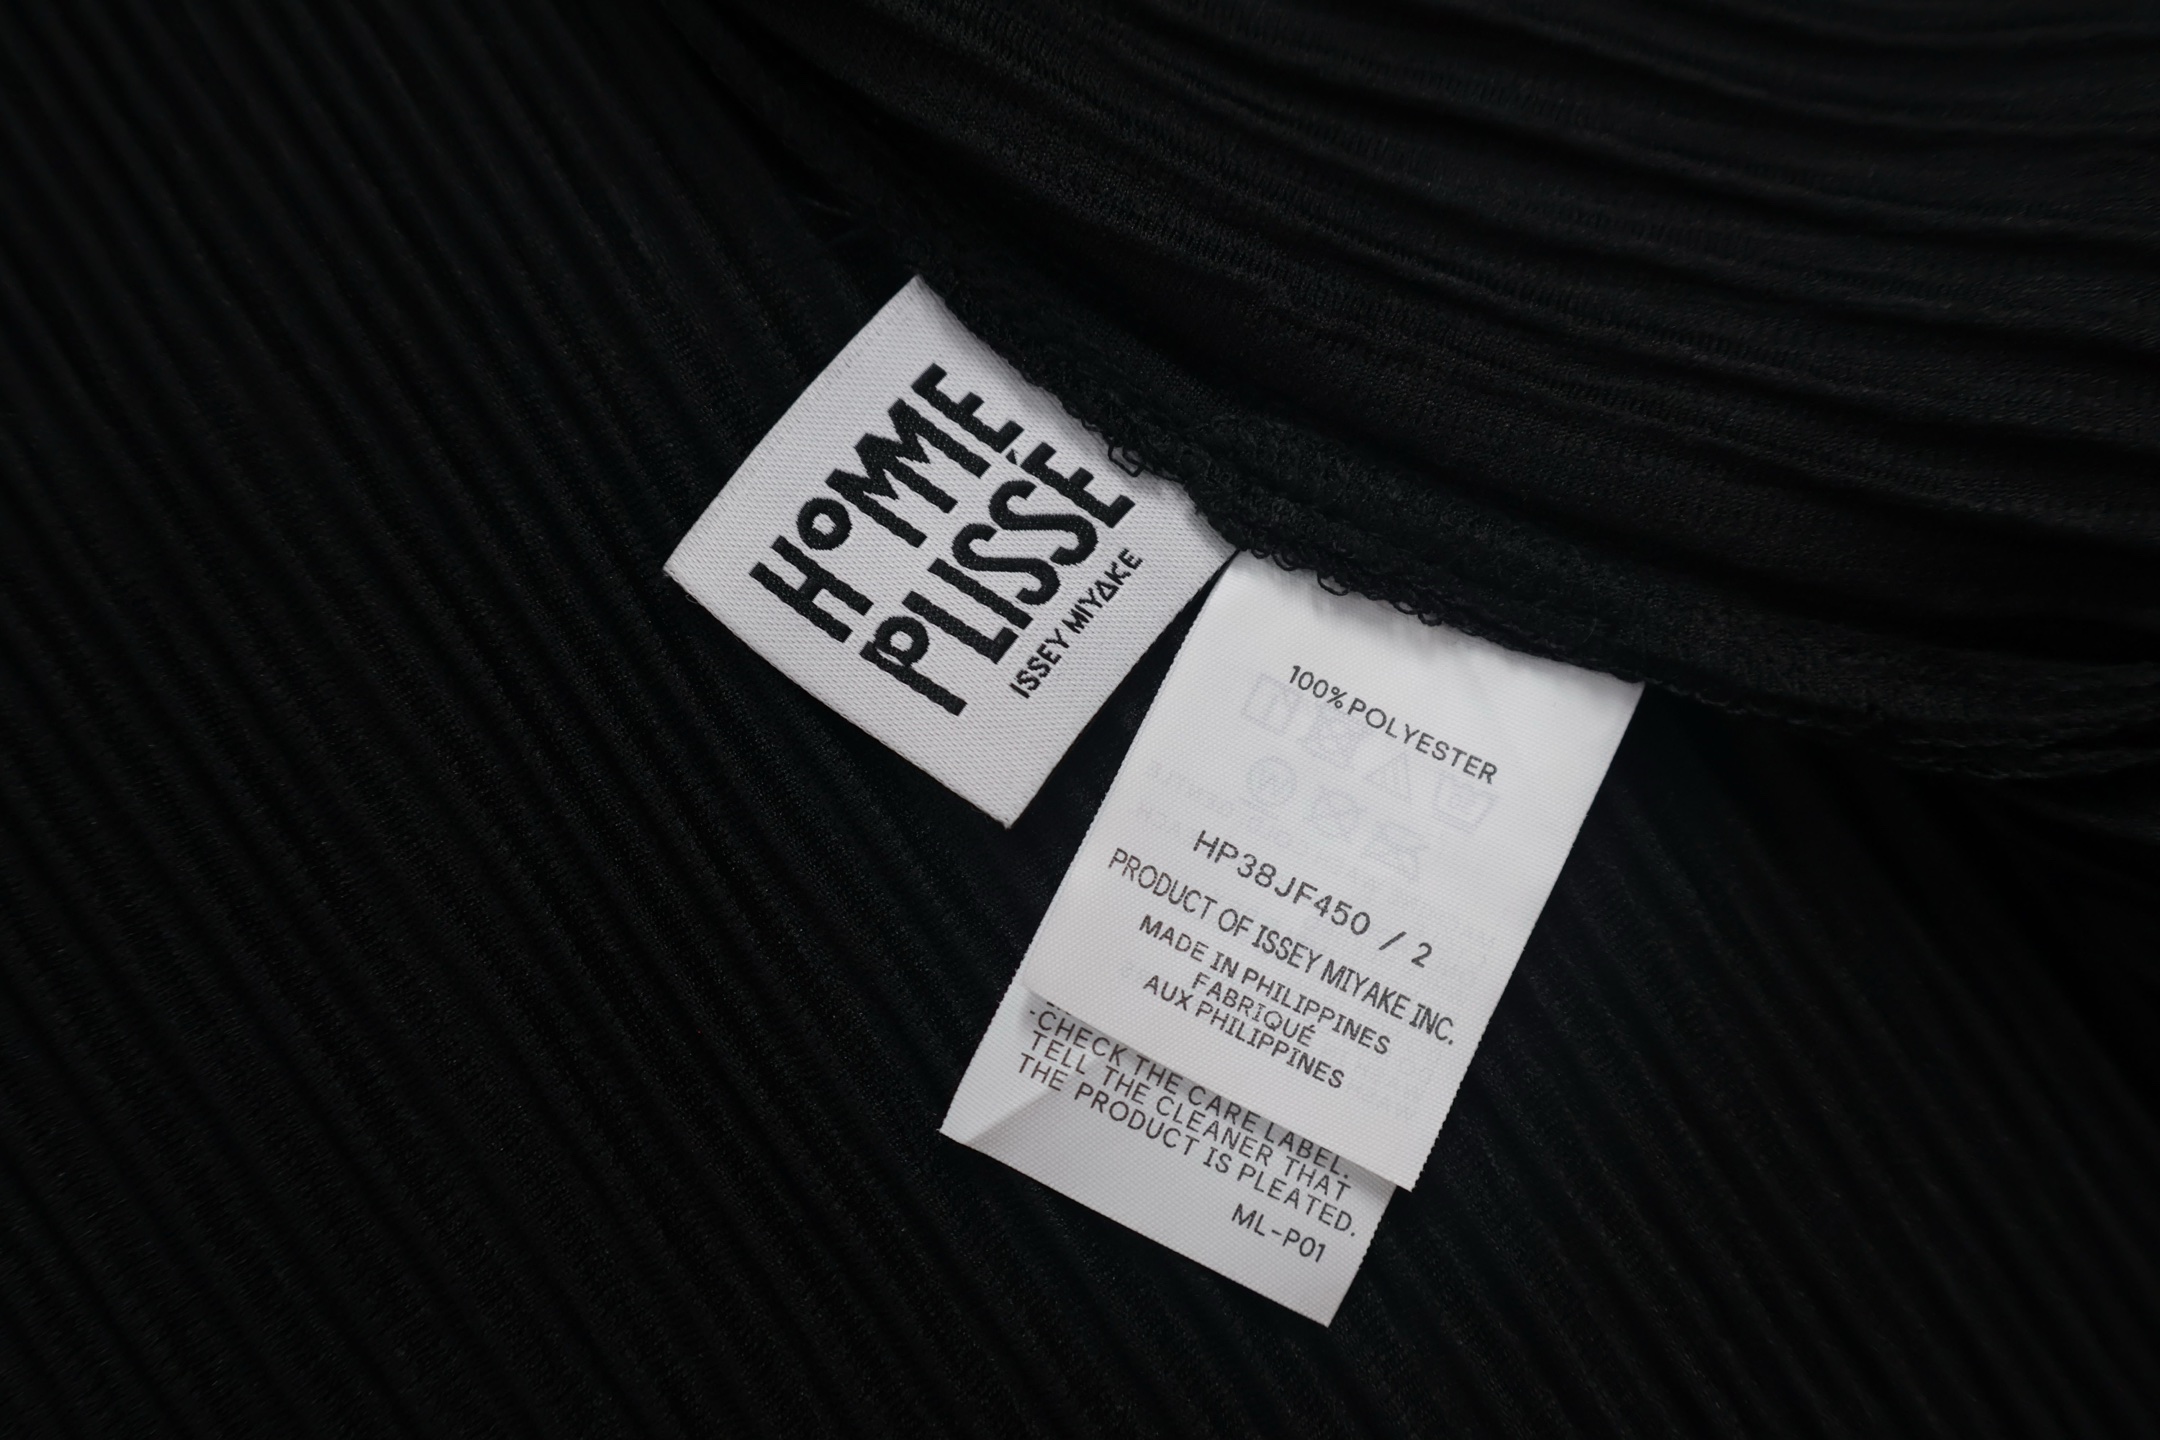 HOMME
PLISSÉ
ISSEY MIYAKE
100% POLYESTER
HP38JF450 / 2
PRODUCT OF ISSEY MIYAKE INC.
MADE IN PHILIPPINES
FABRIQUÉ
AUX PHILIPPINES
-CHECK THE CARE LABEL.
TELL THE CLEANER THAT
THE PRODUCT IS PLEATED.
ML-P01